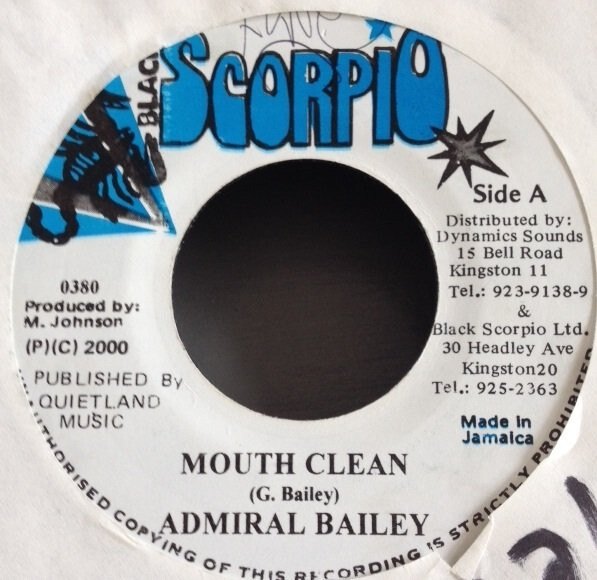 BLACK
SCORPIO
Side A
Distributed by:
Dynamics Sounds
15 Bell Road
Kingston 11
Tel.: 923-9138-9
&
Black Scorpio Ltd.
30 Headley Ave
Kingston20
Tel.: 925-2363
Made In
Jamaica
0380
Produced by:
M. Johnson
(P)(C) 2000
PUBLISHED BY
QUIETLAND
MUSIC
MOUTH CLEAN
(G. Bailey)
ADMIRAL BAILEY
UNAUTHORISED COPYING OF THIS RECORDING IS STRICTLY PROHIBITED